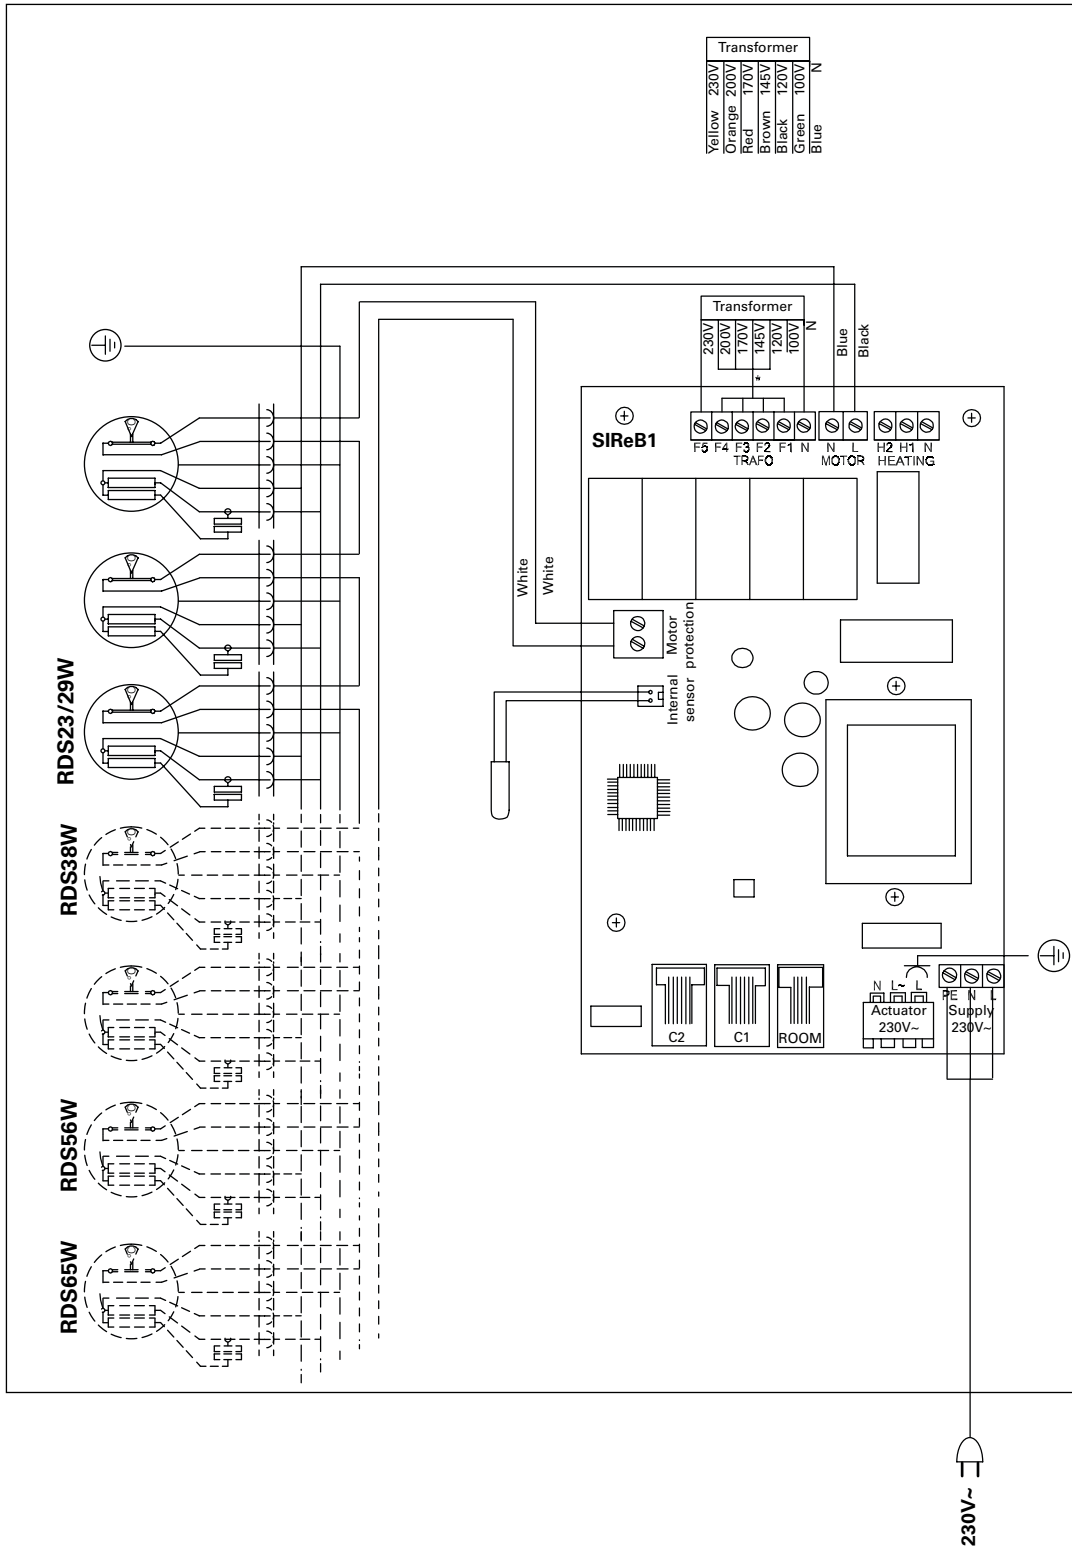 Transformer
Yellow 230V
Orange 200V
Red 170V
Brown 145V
Black 120V
Green 100V
Blue N
Transformer
230V
200V
170V
145V
120V
100V
N
*
Blue
Black
SIReB1
F5 F4 F3 F2 F1 N
TRAFO
N L
MOTOR
H2 H1 N
HEATING
White
White
Motor
protection
Internal
sensor
RDS23/29W
RDS38W
RDS56W
RDS65W
C2
C1
ROOM
N L~ L
Actuator
230V~
PE N L
Supply
230V~
230V~